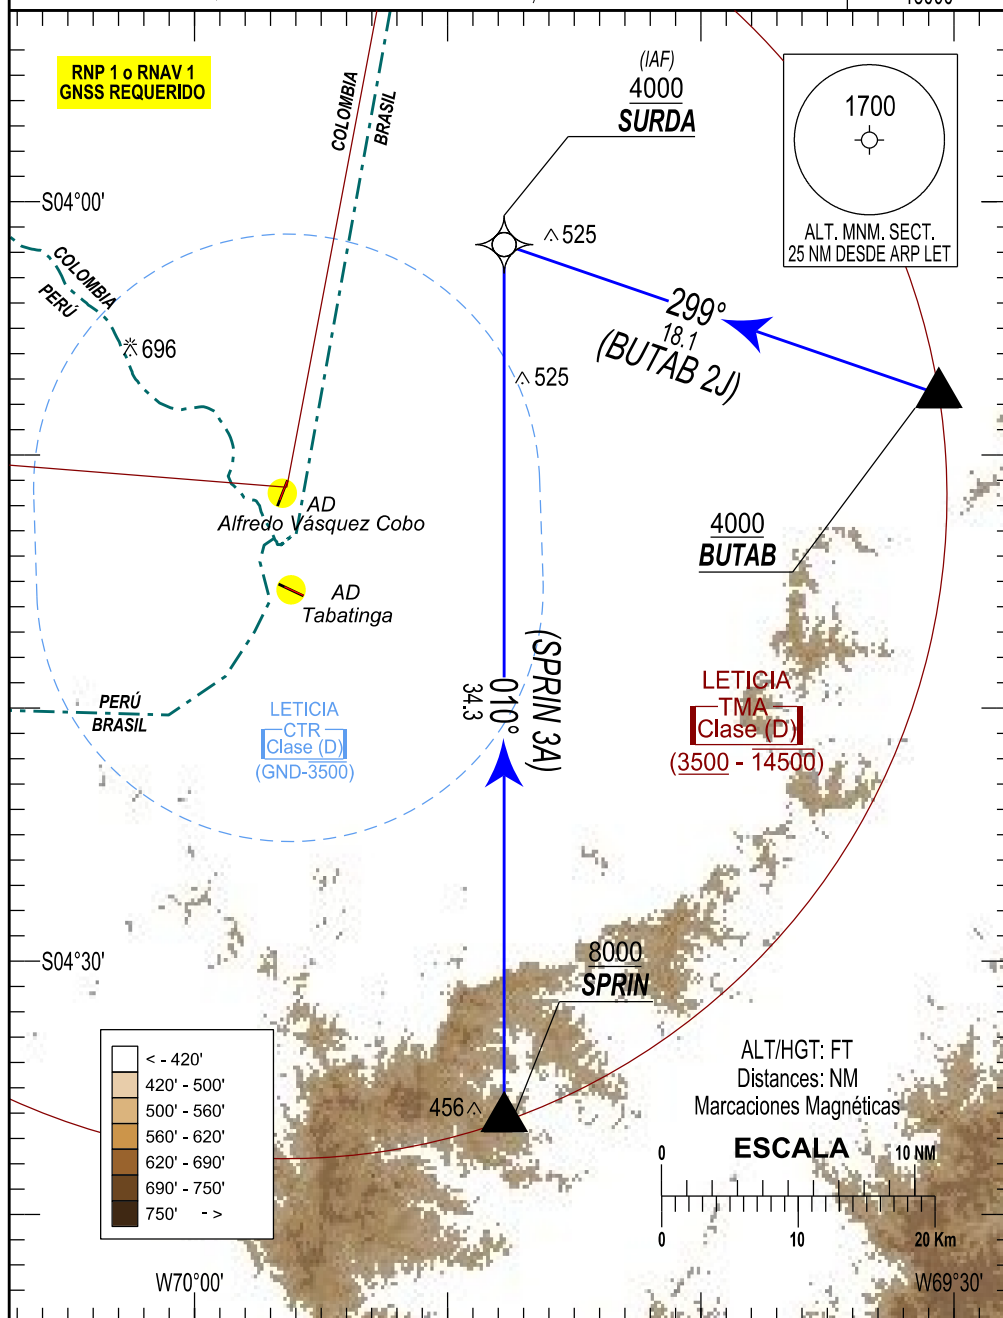 RNP 1 o RNAV 1
GNSS REQUERIDO
COLOMBIA
BRASIL
(IAF)
4000
SURDA
1700
ALT. MNM. SECT.
25 NM DESDE ARP LET
S04°00'
COLOMBIA
PERÚ
696
525
525
299°
18.1
(BUTAB 2J)
AD
Alfredo Vásquez Cobo
AD
Tabatinga
4000
BUTAB
(SPRIN 3A)
010°
34.3
PERÚ
BRASIL
LETICIA
CTR
Clase (D)
(GND-3500)
LETICIA
TMA
Clase (D)
(3500 - 14500)
S04°30'
8000
SPRIN
456
< - 420'
420' - 500'
500' - 560'
560' - 620'
620' - 690'
690' - 750'
750' - >
ALT/HGT: FT
Distances: NM
Marcaciones Magnéticas
ESCALA
0 10 NM
0 10 20 Km
W70°00'
W69°30'